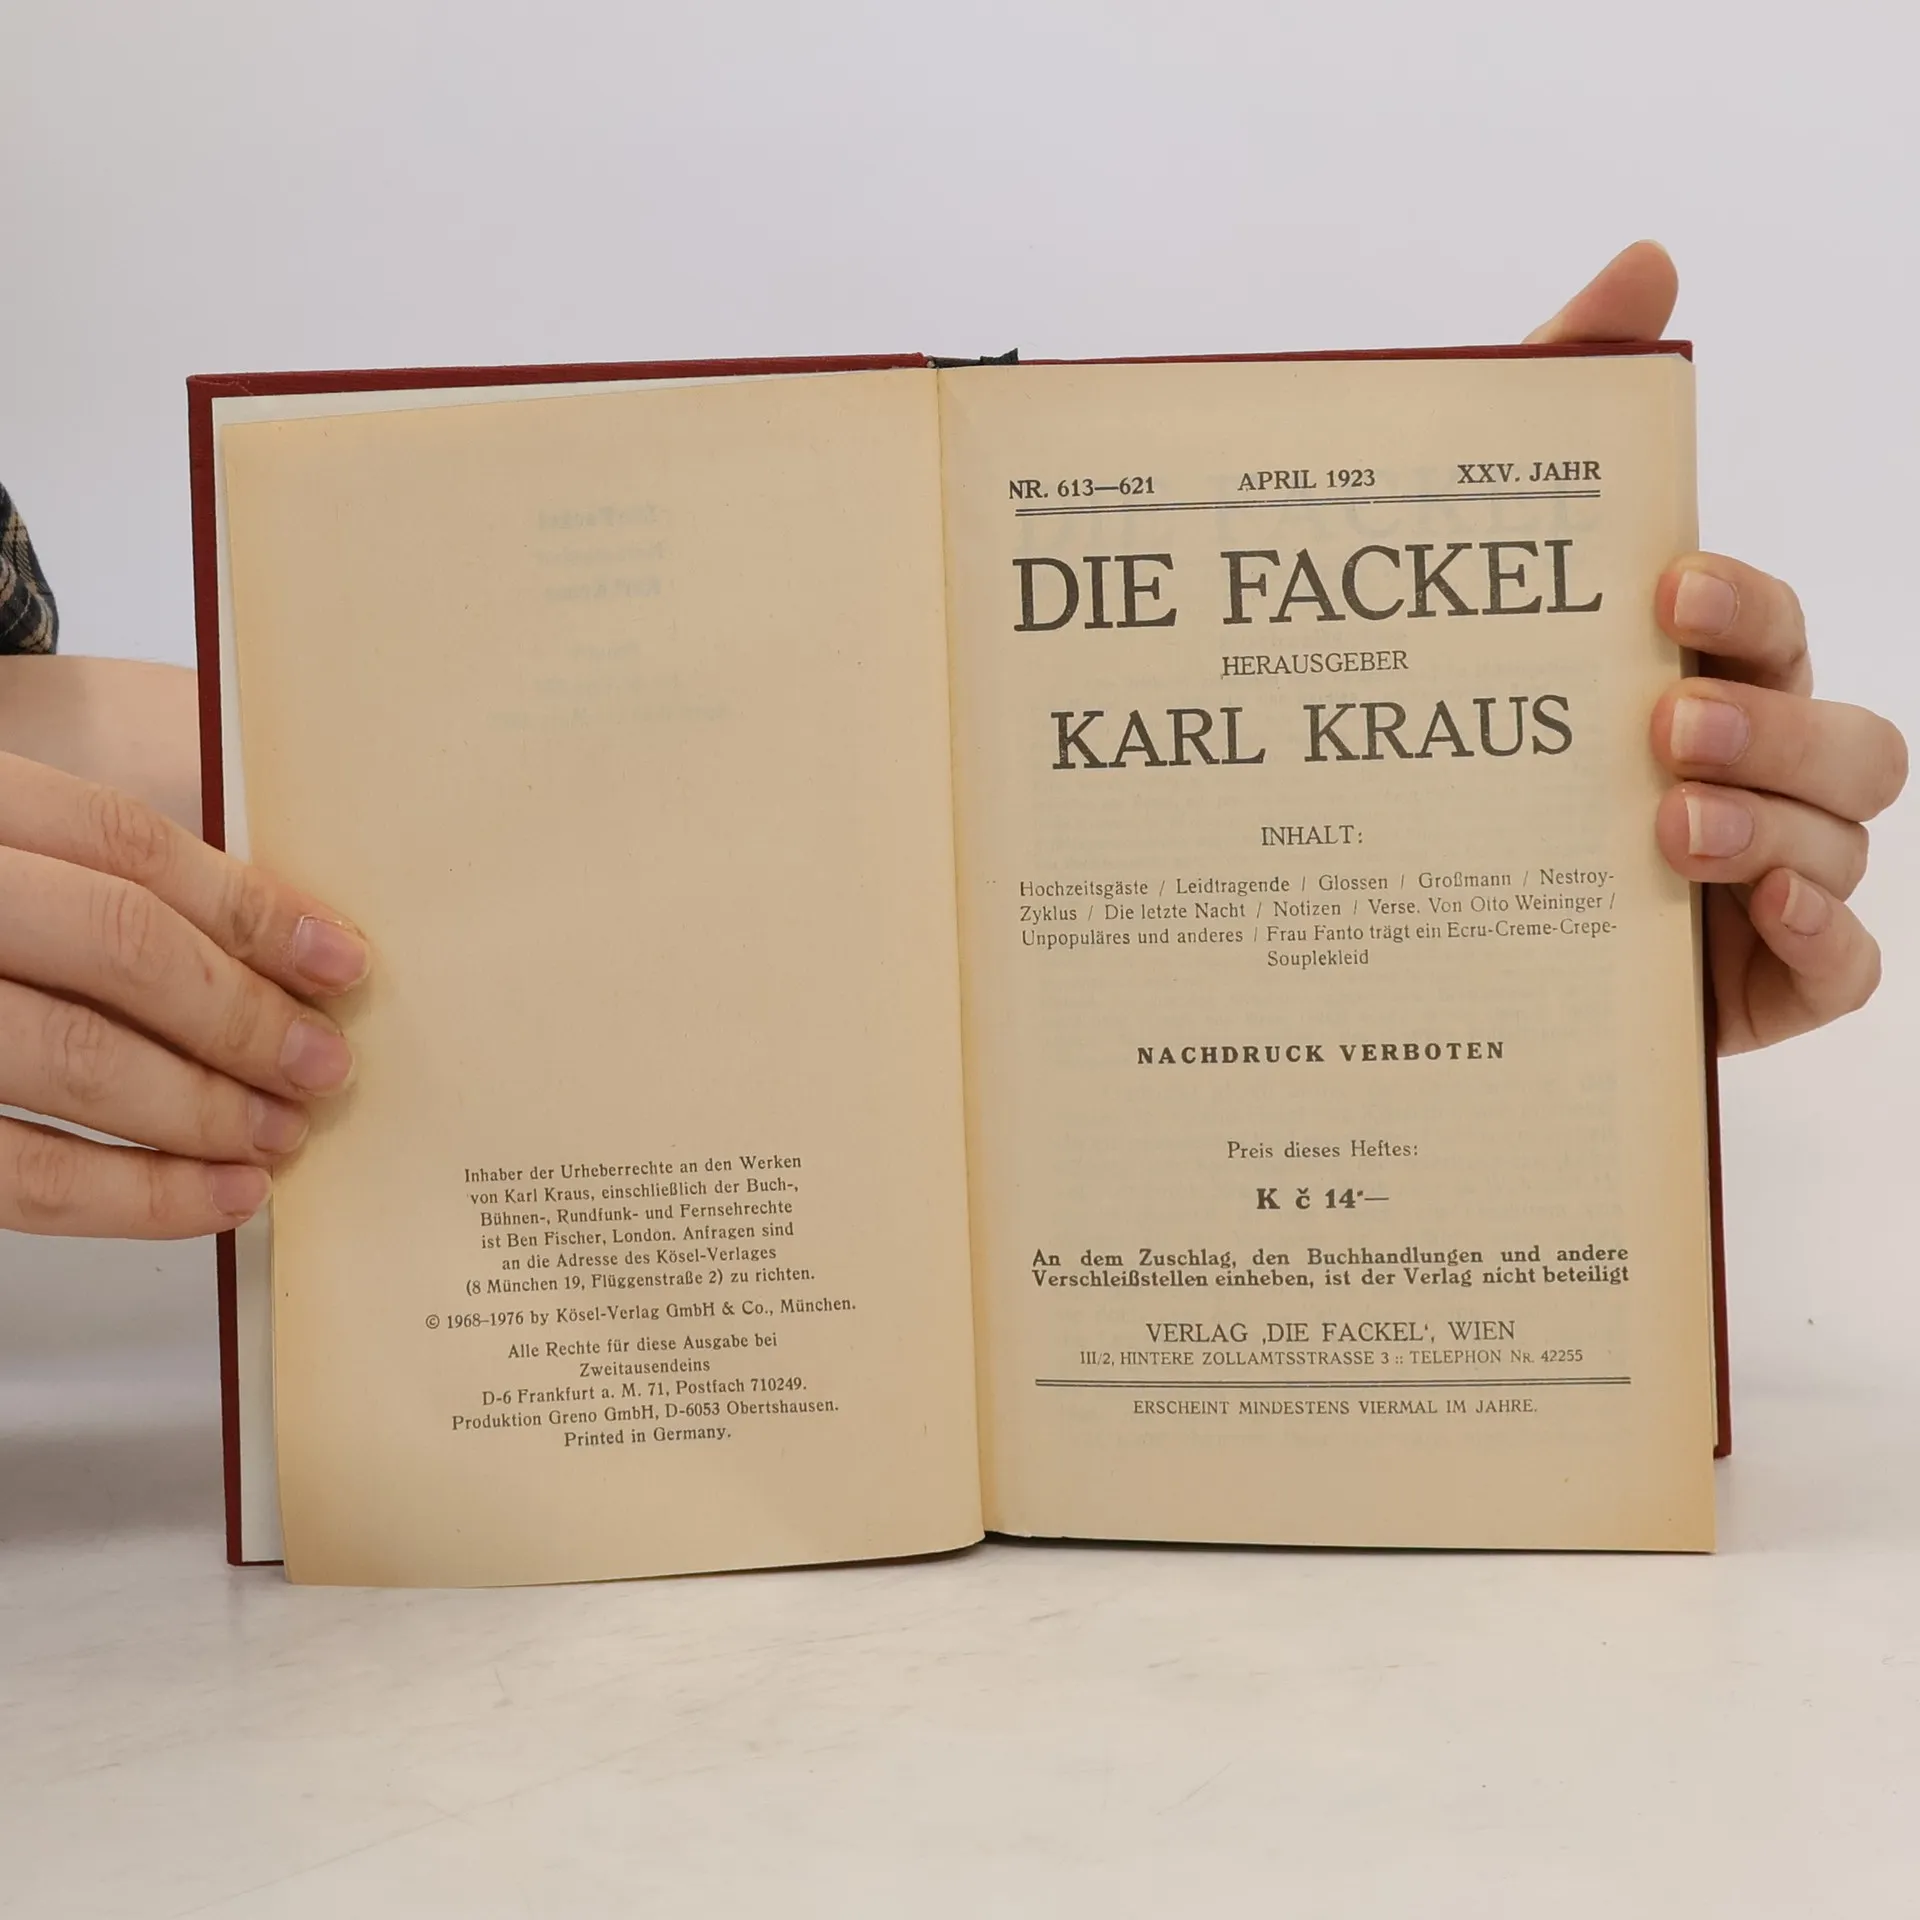 Inhaber der Urheberrechte an den Werken
von Karl Kraus, einschließlich der Buch-,
Bühnen-, Rundfunk- und Fernsehrechte
ist Ben Fischer, London. Anfragen sind
an die Adresse des Kösel-Verlages
(8 München 19, Flüggenstraße 2) zu richten.
© 1968–1976 by Kösel-Verlag GmbH & Co., München.
Alle Rechte für diese Ausgabe bei
Zweitausendeins
D-6 Frankfurt a. M. 71, Postfach 710249.
Produktion Greno GmbH, D-6053 Obertshausen.
Printed in Germany.
NR. 613—621 APRIL 1923 XXV. JAHR
DIE FACKEL
HERAUSGEBER
KARL KRAUS
INHALT:
Hochzeitsgäste / Leidtragende / Glossen / Großmann / Nestroy-
Zyklus / Die letzte Nacht / Notizen / Verse. Von Otto Weininger /
Unpopuläres und anderes / Frau Fanto trägt ein Ecru-Creme-Crepe-
Souplekleid
NACHDRUCK VERBOTEN
Preis dieses Heftes:
K č 14·—
An dem Zuschlag, den Buchhandlungen und andere
Verschleißstellen einheben, ist der Verlag nicht beteiligt
VERLAG ‚DIE FACKEL‘, WIEN
III/2, HINTERE ZOLLAMTSSTRASSE 3 :: TELEPHON NR. 42255
ERSCHEINT MINDESTENS VIERMAL IM JAHRE.